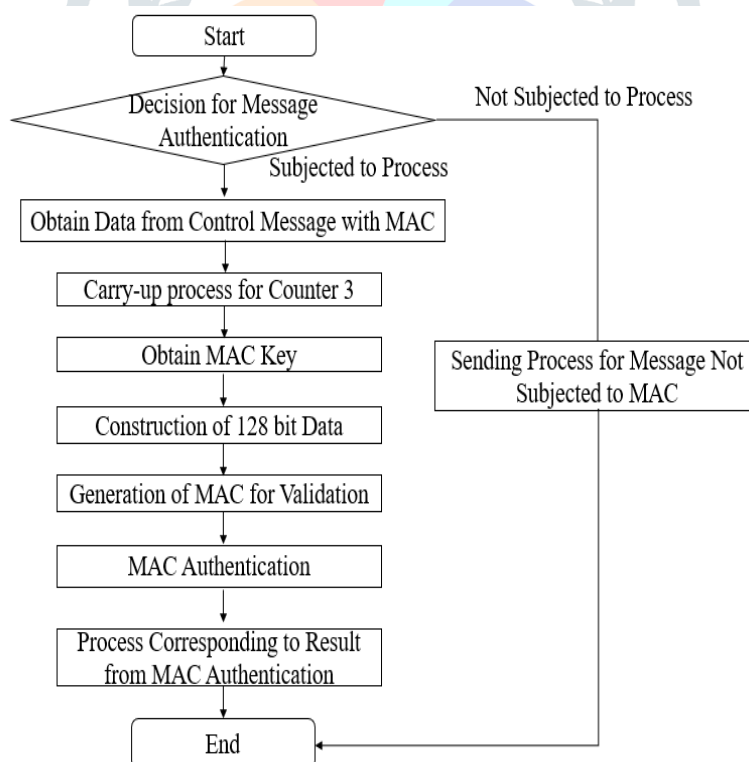 Start
Decision for Message
Authentication
Not Subjected to Process
Subjected to Process
Obtain Data from Control Message with MAC
Carry-up process for Counter 3
Obtain MAC Key
Sending Process for Message Not
Subjected to MAC
Construction of 128 bit Data
Generation of MAC for Validation
MAC Authentication
Process Corresponding to Result
from MAC Authentication
End